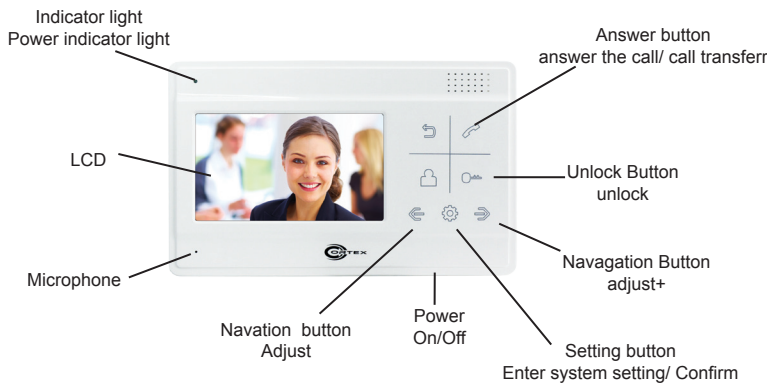 Indicator light
Power indicator light
Answer button
answer the call/ call transferr
LCD
Unlock Button
unlock
CORTEX
Microphone
Navagation Button
adjust+
Navation button
Adjust
Power
On/Off
Setting button
Enter system setting/ Confirm